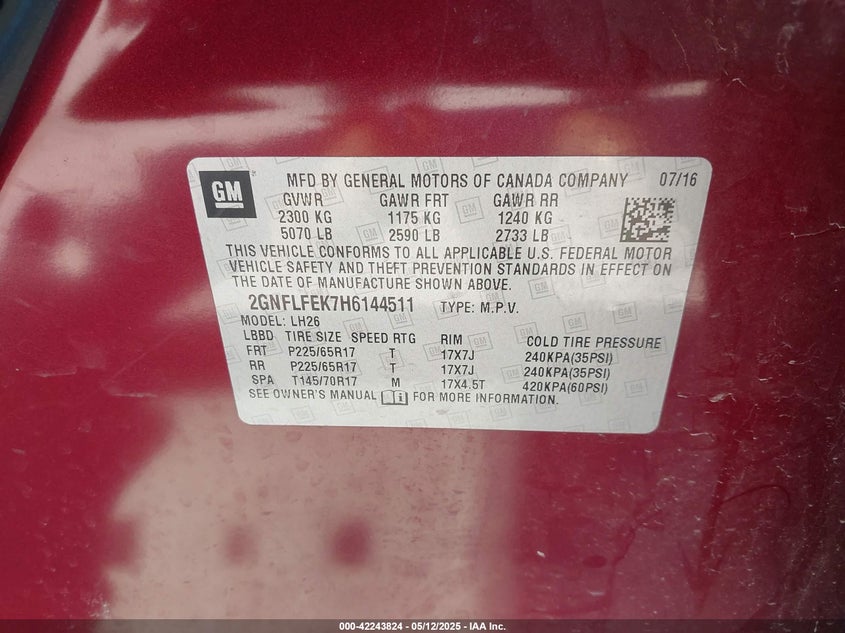 GM
MFD BY GENERAL MOTORS OF CANADA COMPANY 07/16
GVWR GAWR FRT GAWR RR
2300 KG 1175 KG 1240 KG
5070 LB 2590 LB 2733 LB
THIS VEHICLE CONFORMS TO ALL APPLICABLE U.S. FEDERAL MOTOR
VEHICLE SAFETY AND THEFT PREVENTION STANDARDS IN EFFECT ON
THE DATE OF MANUFACTURE SHOWN ABOVE.
2GNFLFEK7H6144511 TYPE: M.P.V.
MODEL: LH26
LBBD TIRE SIZE SPEED RTG RIM COLD TIRE PRESSURE
FRT P225/65R17 T 17X7J 240KPA(35PSI)
RR P225/65R17 T 17X7J 240KPA(35PSI)
SPA T145/70R17 M 17X4.5T 420KPA(60PSI)
SEE OWNER'S MANUAL i FOR MORE INFORMATION.
000-42243824 - 05/12/2025 - IAA Inc.